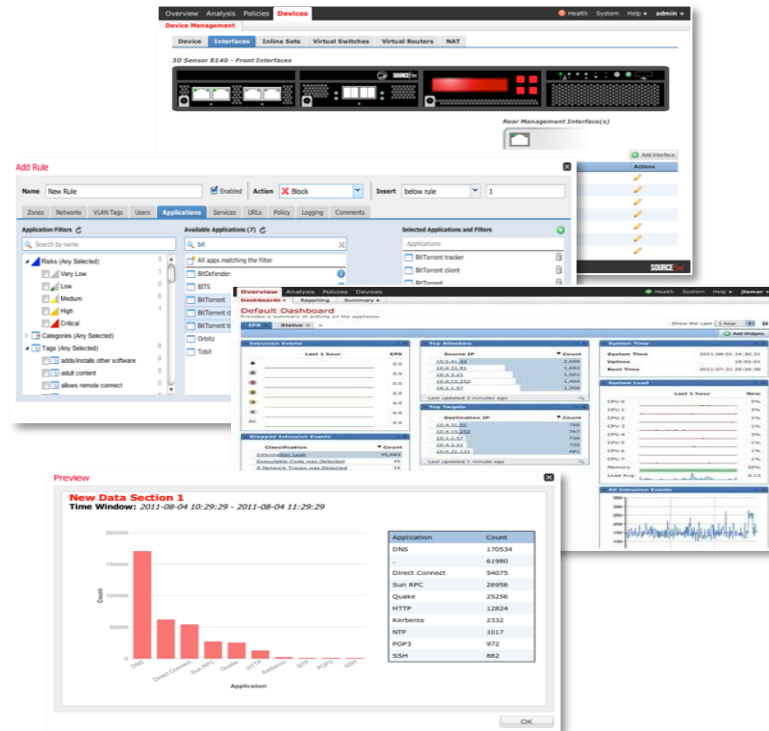 Overview Analysis Policies Devices
Health System Help admin
Device Management
Device Interfaces Inline Sets Virtual Switches Virtual Routers NAT
3D Sensor 8140 - Front Interfaces
Rear Management Interface(s)
Add Interface
Actions
Add Rule
Name New Rule Enabled Action Block Insert below rule 1
Zones Networks VLAN Tags Users Applications Services URLs Policy Logging Comments
Application Filters Available Applications (7) Selected Applications and Filters
Search by name bit Applications
Risks (Any Selected) 3
Very Low 1
Low 0
Medium
High 1
Critical
Categories (Any Selected)
Tags (Any Selected)
adds/installs other software
adult content
allows remote connect
All apps matching the filter
BitDefender
BITS
BitTorrent
Orbitz
Tobit
BitTorrent tracker
BitTorrent client
BitTorrent
SOURCE
Overview Analysis Policies Devices
Health System Help
Dashboards Reporting Summary
Default Dashboard
Provides a summary of activity on the appliance
Status
Show the Last 1 hour
Add Widgets
Intrusion Events
Last 1 hour EPS
Dropped Intrusion Events
Classification Count
Information Leak
Executable Code was Detected
A Network Trojan was Detected
Top Attackers
Source IP Count
Last updated 2 minutes ago
Top Targets
Destination IP Count
Last updated 1 minute ago
System Time
System Time
Uptime
Boot Time
System Load
Last 1 hour Now
CPU 0
CPU 1
CPU 2
CPU 3
CPU 4
CPU 5
CPU 6
CPU 7
Memory
Load Avg
All Intrusion Events
Preview
New Data Section 1
Time Window: 2011-08-04 10:29:29 - 2011-08-04 11:29:29
200000
150000
100000
50000
0
Count
DNS
Direct Connect
Sun RPC
Quake
HTTP
Kerberos
NTP
POP3
SSH
Application
Application Count
DNS 170534
. 61980
Direct Connect 54075
Sun RPC 26956
Quake 25256
HTTP 12824
Kerberos 2332
NTP 1017
POP3 972
SSH 882
OK